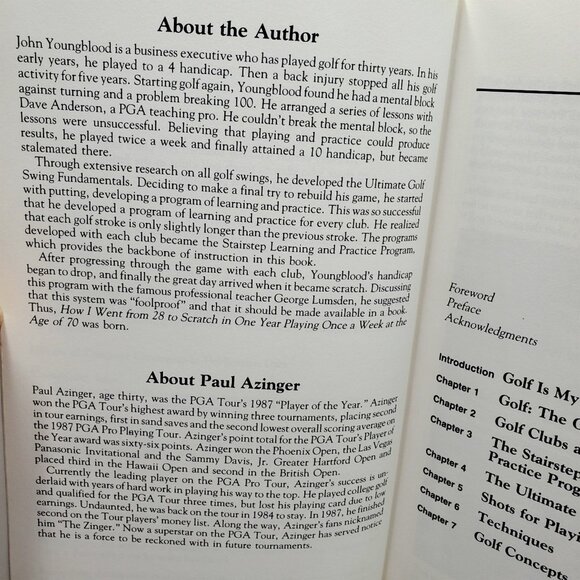 About the Author
John Youngblood is a business executive who has played golf for thirty years. In his
early years, he played to a 4 handicap. Then a back injury stopped all his golf
activity for five years. Starting golf again, Youngblood found he had a mental block
against turning and a problem breaking 100. He arranged a series of lessons with
Dave Anderson, a PGA teaching pro. He couldn't break the mental block, so the
lessons were unsuccessful. Believing that playing and practice could produce
results, he played twice a week and finally attained a 10 handicap, but became
stalemated there.
Through extensive research on all golf swings, he developed the Ultimate Golf
Swing Fundamentals. Deciding to make a final try to rebuild his game, he started
with putting, developing a program of learning and practice. This was so successful
that he developed a program of learning and practice for every club. He realized
that each golf stroke is only slightly longer than the previous stroke. The programs
developed with each club became the Stairstep Learning and Practice Program,
which provides the backbone of instruction in this book.
After progressing through the game with each club, Youngblood's handicap
began to drop, and finally the great day arrived when it became scratch. Discussing
this program with the famous professional teacher George Lumsden, he suggested
that this system was "foolproof" and that it should be made available in a book.
Thus, How I Went from 28 to Scratch in One Year Playing Once a Week at the
Age of 70 was born.
About Paul Azinger
Paul Azinger, age thirty, was the PGA Tour's 1987 "Player of the Year." Azinger
won the PGA Tour's highest award by winning three tournaments, placing second
in tour earnings, first in sand saves and the second lowest overall scoring average on
the 1987 PGA Pro Playing Tour. Azinger's point total for the PGA Tour's Player of
the Year award was sixty-six points. Azinger won the Phoenix Open, the Las Vegas
Panasonic Invitational and the Sammy Davis, Jr. Greater Hartford Open and
placed third in the Hawaii Open and second in the British Open.
Currently the leading player on the PGA Pro Tour, Azinger's success is un-
derlaid with years of hard work in playing his way to the top. He played college golf
and qualified for the PGA Tour three times, but lost his playing card due to low
earnings. Undaunted, he was back on the tour in 1984 to stay. In 1987, he finished
second on the Tour players' money list. Along the way, Azinger's fans nicknamed
him "The Zinger." Now a superstar on the PGA Tour, Azinger has served notice
that he is a force to be reckoned with in future tournaments.
Foreword
Preface
Acknowledgments
Introduction Golf Is My
Chapter 1 Golf: The G
Chapter 2 Golf Clubs a
Chapter 3 The Stairstep
Practice Program
Chapter 4 The Ultimate
Chapter 5 Shots for Playi
Chapter 6 Techniques
Chapter 7 Golf Concepts